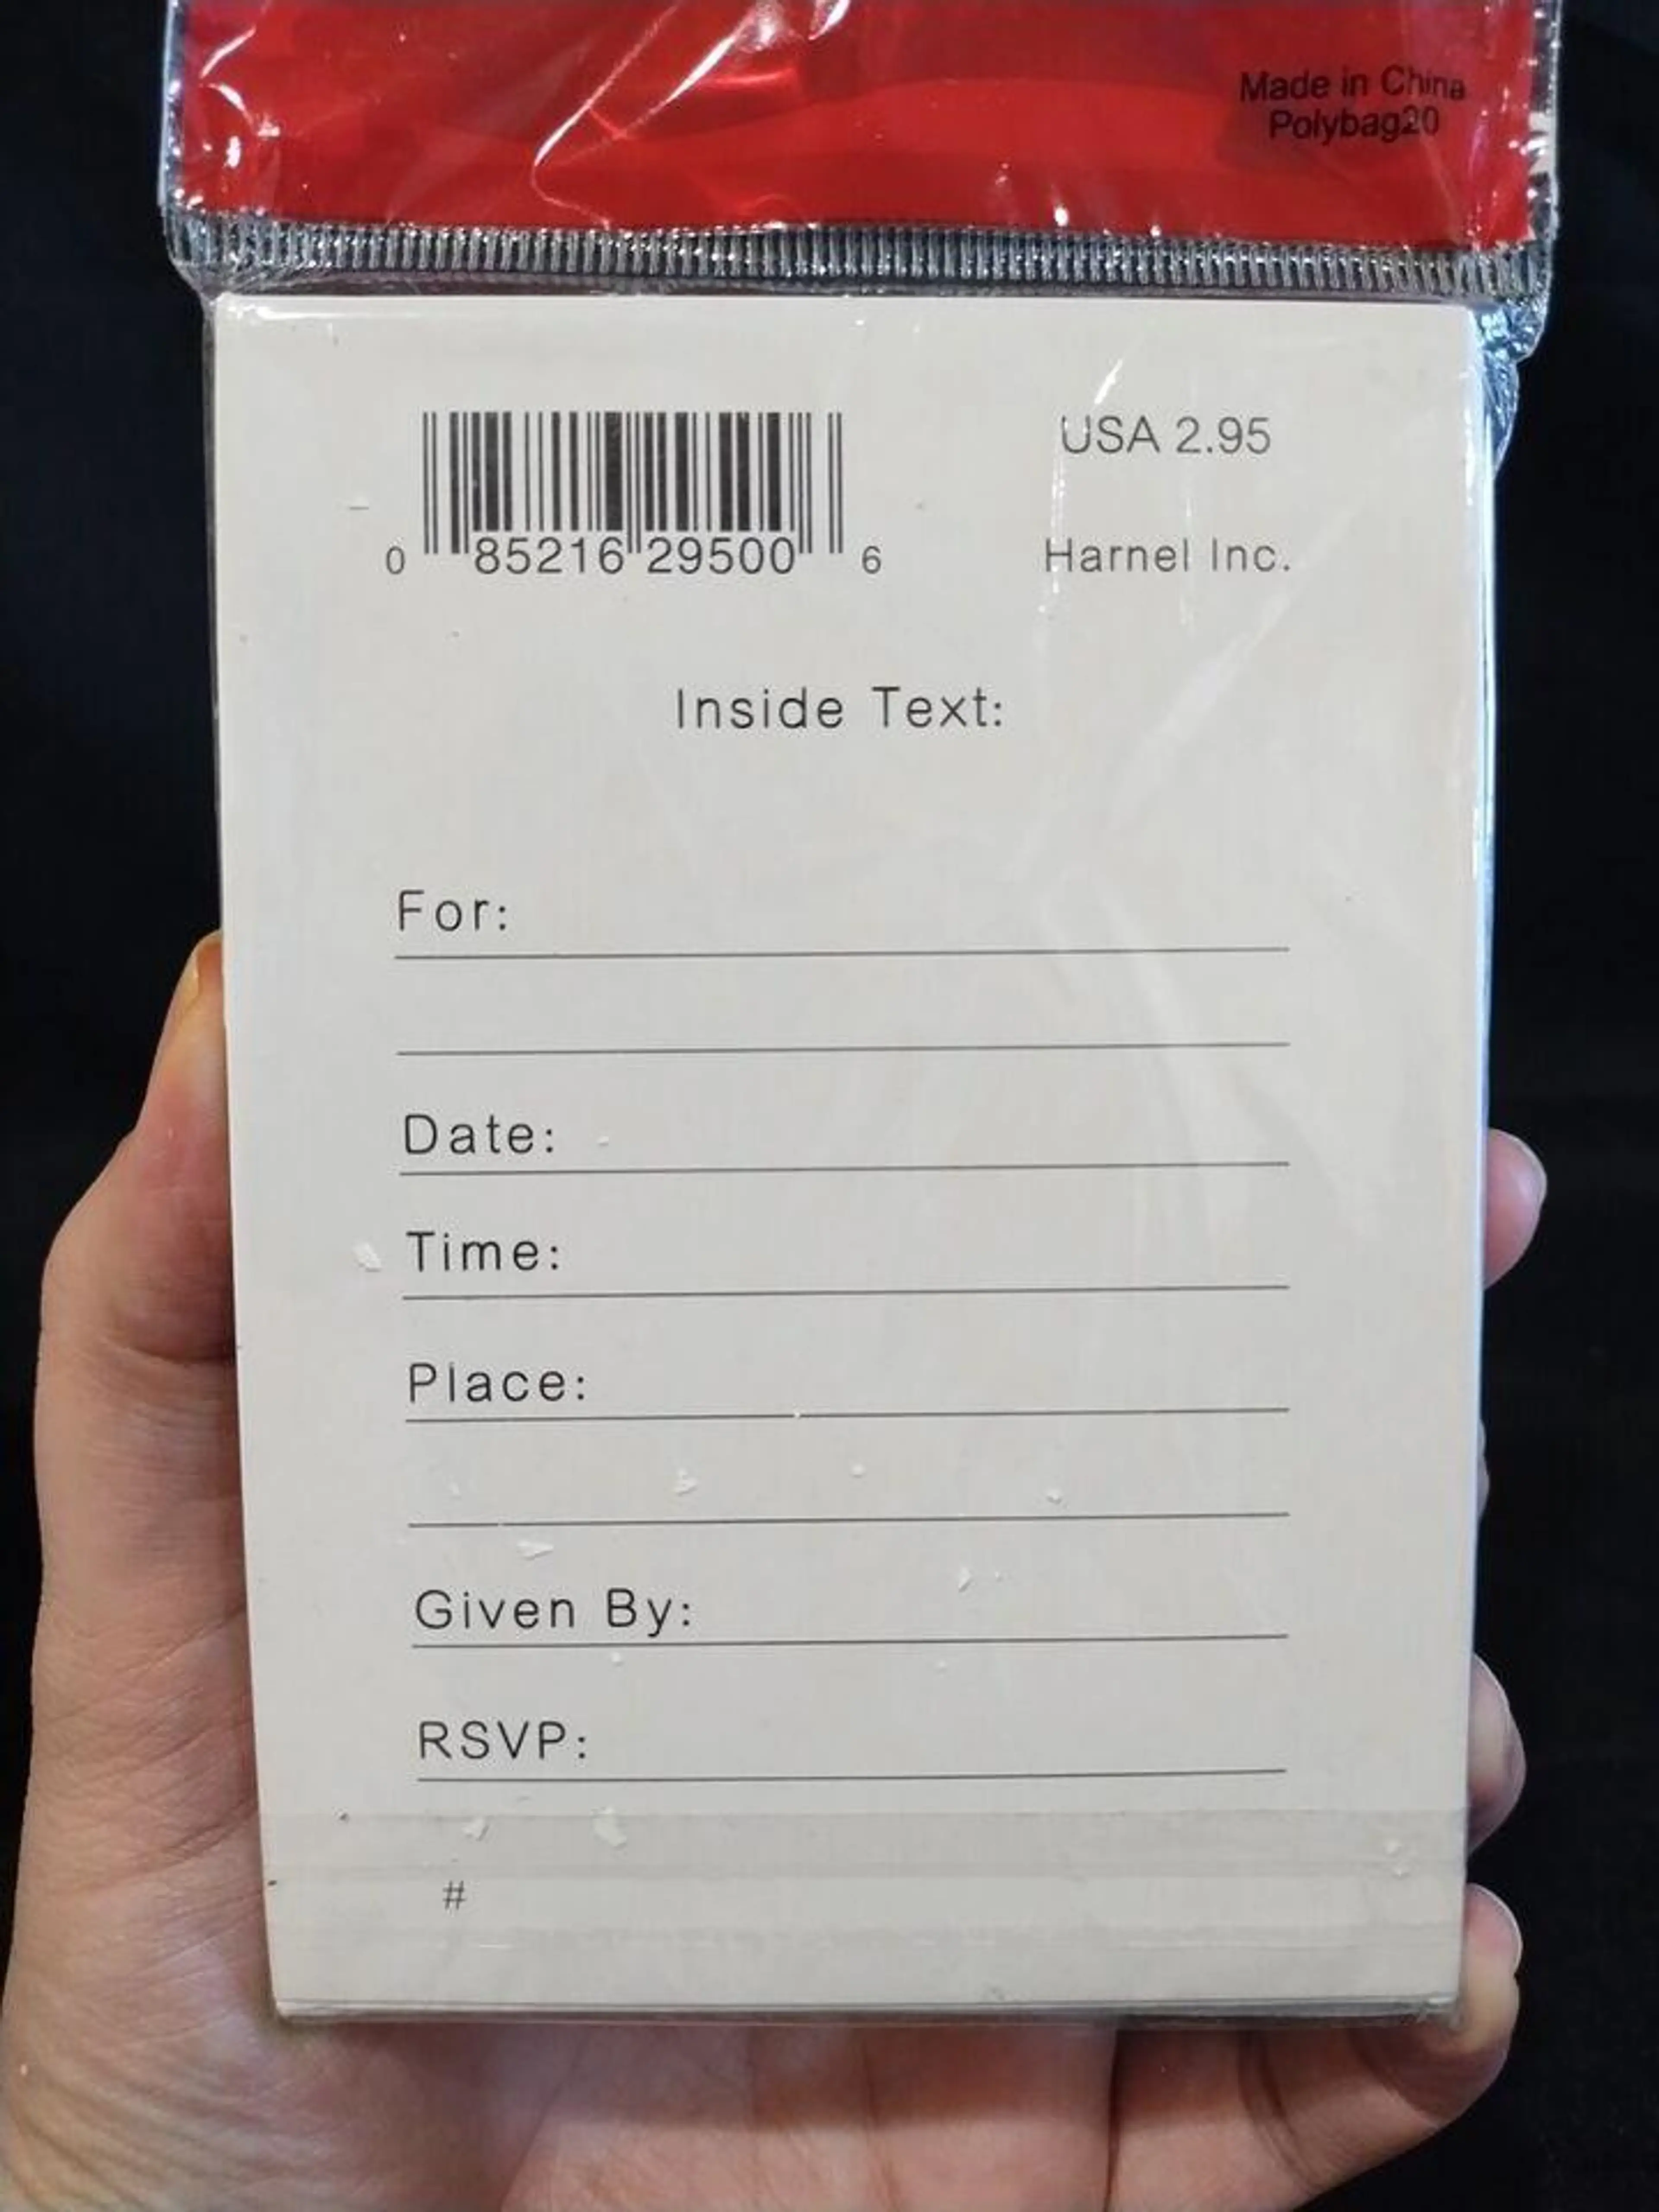 Made in China
Polybag20
USA 2.95
0 85216 29500 6
Harnel Inc.
Inside Text:
For:
Date:
Time:
Place:
Given By:
RSVP:
#